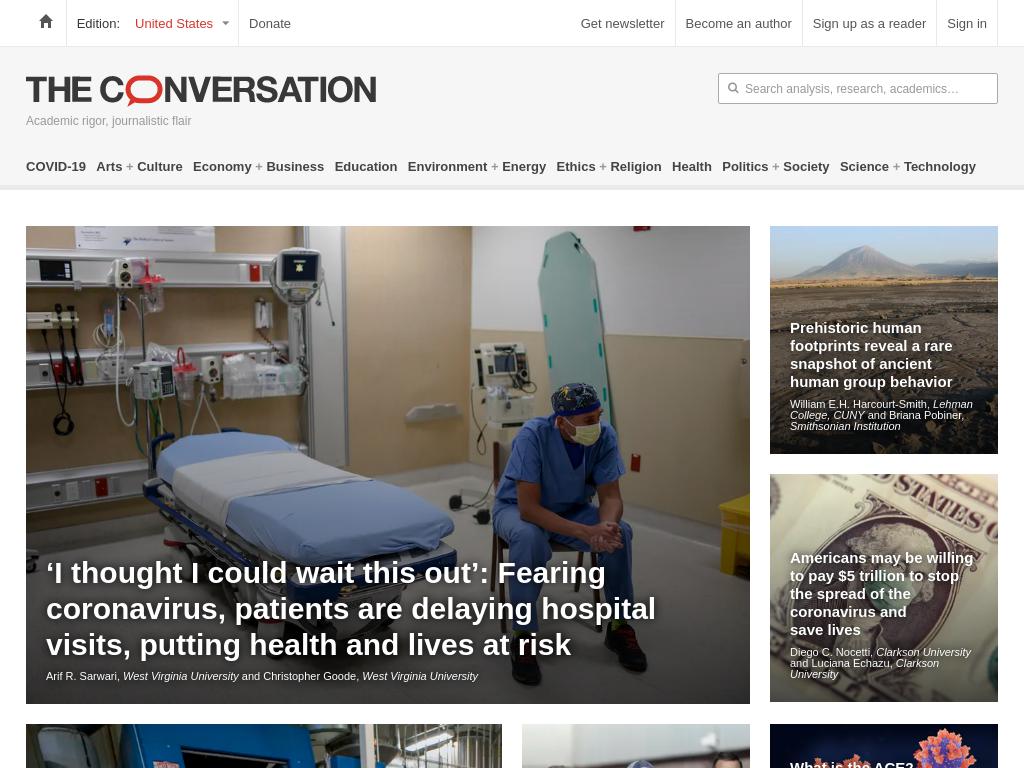 Edition: United States Donate Get newsletter Become an author Sign up as a reader Sign in
THE CONVERSATION
Search analysis, research, academics…
Academic rigor, journalistic flair
COVID-19 Arts + Culture Economy + Business Education Environment + Energy Ethics + Religion Health Politics + Society Science + Technology
‘I thought I could wait this out’: Fearing
coronavirus, patients are delaying hospital
visits, putting health and lives at risk
Arif R. Sarwari, West Virginia University and Christopher Goode, West Virginia University
Prehistoric human
footprints reveal a rare
snapshot of ancient
human group behavior
William E.H. Harcourt-Smith, Lehman
College, CUNY and Briana Pobiner,
Smithsonian Institution
Americans may be willing
to pay $5 trillion to stop
the spread of the
coronavirus and
save lives
Diego C. Nocetti, Clarkson University
and Luciana Echazu, Clarkson
University
What is the ACE2